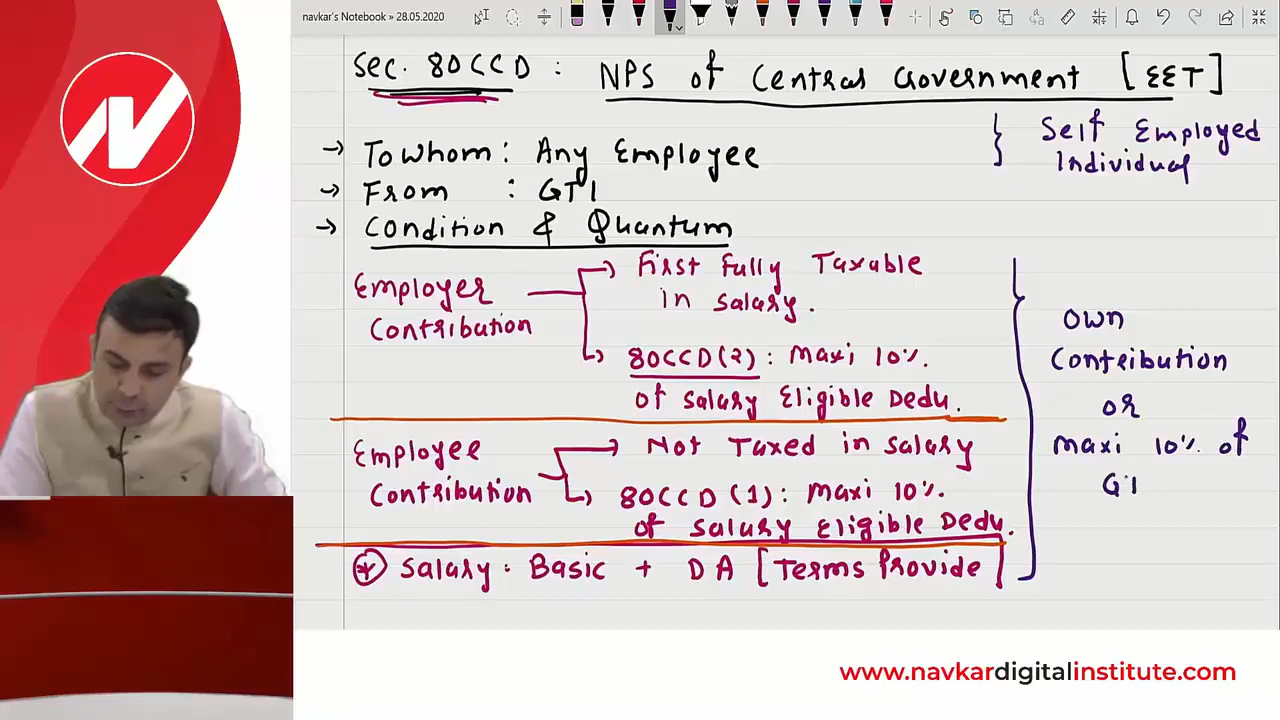 navkar's Notebook » 28.05.2020
Sec. 80CCD : NPS of Central Government [EET]
→ To whom : Any Employee } Self Employed
Individual
→ From : GTI
→ Condition & Quantum
Employer Contribution
→ First fully Taxable
in salary.
→ 80CCD(2) : Maxi 10%.
of salary Eligible Dedu.
Employee Contribution
→ Not Taxed in salary
→ 80CCD (1) : Maxi 10%.
of salary Eligible Dedu.
* Salary : Basic + DA [Terms Provide]
own
Contribution
or
Maxi 10% of
GI
www.navkardigitalinstitute.com